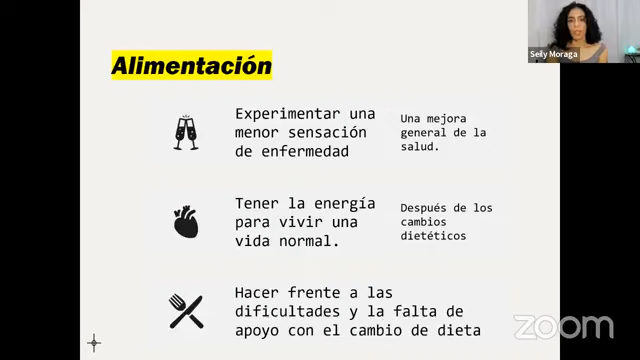 Seily Moraga
Alimentación
Experimentar una
menor sensación
de enfermedad
Una mejora
general de la
salud.
Tener la energía
para vivir una
vida normal.
Después de los
cambios
dietéticos
Hacer frente a las
dificultades y la falta de
apoyo con el cambio de dieta
zoom